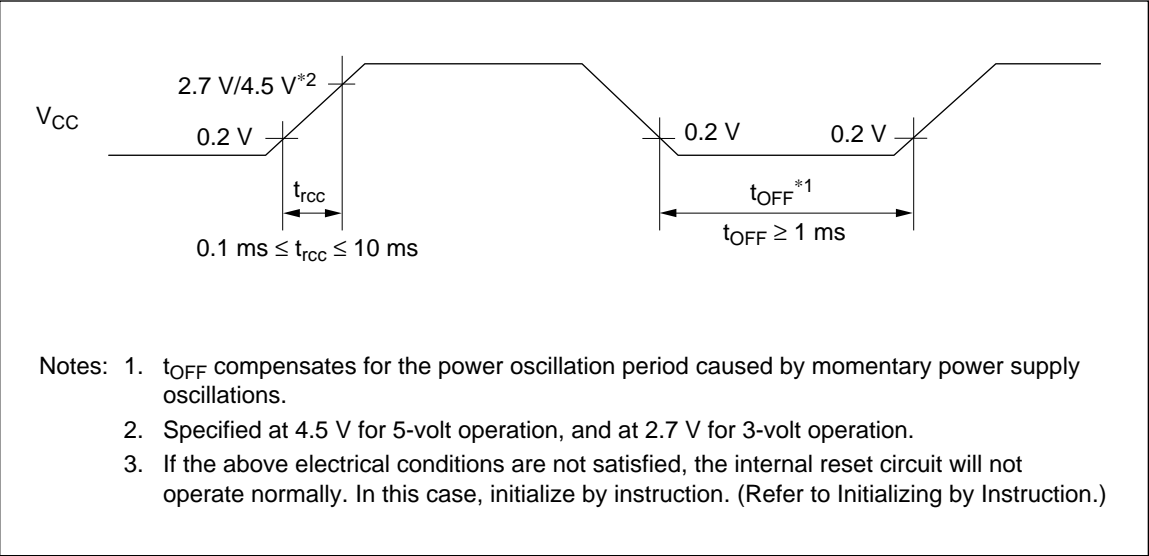 2.7 V/4.5 V*2
VCC
0.2 V
0.2 V
0.2 V
trcc
tOFF*1
0.1 ms ≤ trcc ≤ 10 ms
tOFF ≥ 1 ms
Notes: 1. tOFF compensates for the power oscillation period caused by momentary power supply
oscillations.
2. Specified at 4.5 V for 5-volt operation, and at 2.7 V for 3-volt operation.
3. If the above electrical conditions are not satisfied, the internal reset circuit will not
operate normally. In this case, initialize by instruction. (Refer to Initializing by Instruction.)